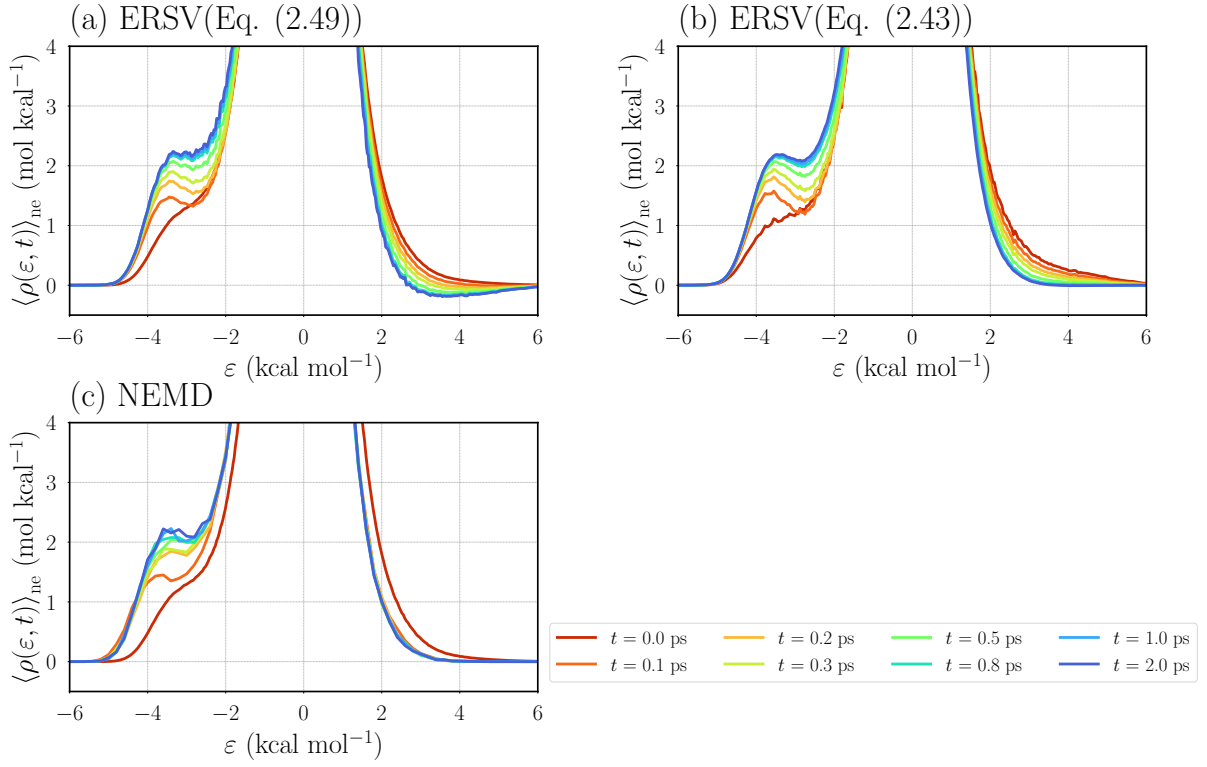 (a) ERSV(Eq. (2.49))
4
3
2
1
0
⟨ρ(ε, t)⟩ne (mol kcal−1)
−6 −4 −2 0 2 4 6
ε (kcal mol−1)
(b) ERSV(Eq. (2.43))
4
3
2
1
0
⟨ρ(ε, t)⟩ne (mol kcal−1)
−6 −4 −2 0 2 4 6
ε (kcal mol−1)
(c) NEMD
4
3
2
1
0
⟨ρ(ε, t)⟩ne (mol kcal−1)
−6 −4 −2 0 2 4 6
ε (kcal mol−1)
t = 0.0 ps t = 0.2 ps t = 0.5 ps t = 1.0 ps
t = 0.1 ps t = 0.3 ps t = 0.8 ps t = 2.0 ps